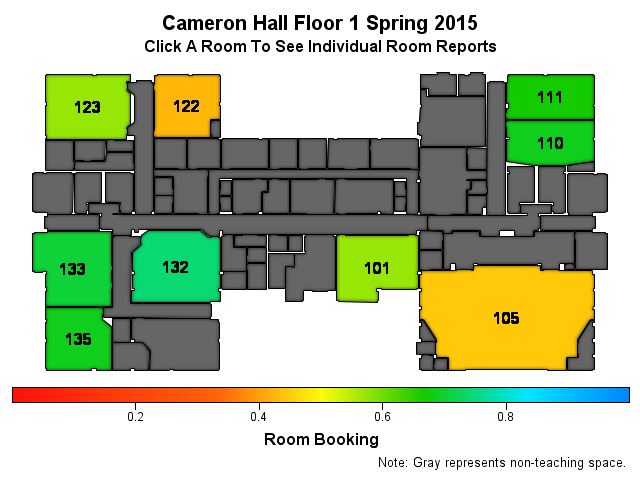 Cameron Hall Floor 1 Spring 2015
Click A Room To See Individual Room Reports
123
122
111
110
133
132
101
105
135
0.2 0.4 0.6 0.8
Room Booking
Note: Gray represents non-teaching space.